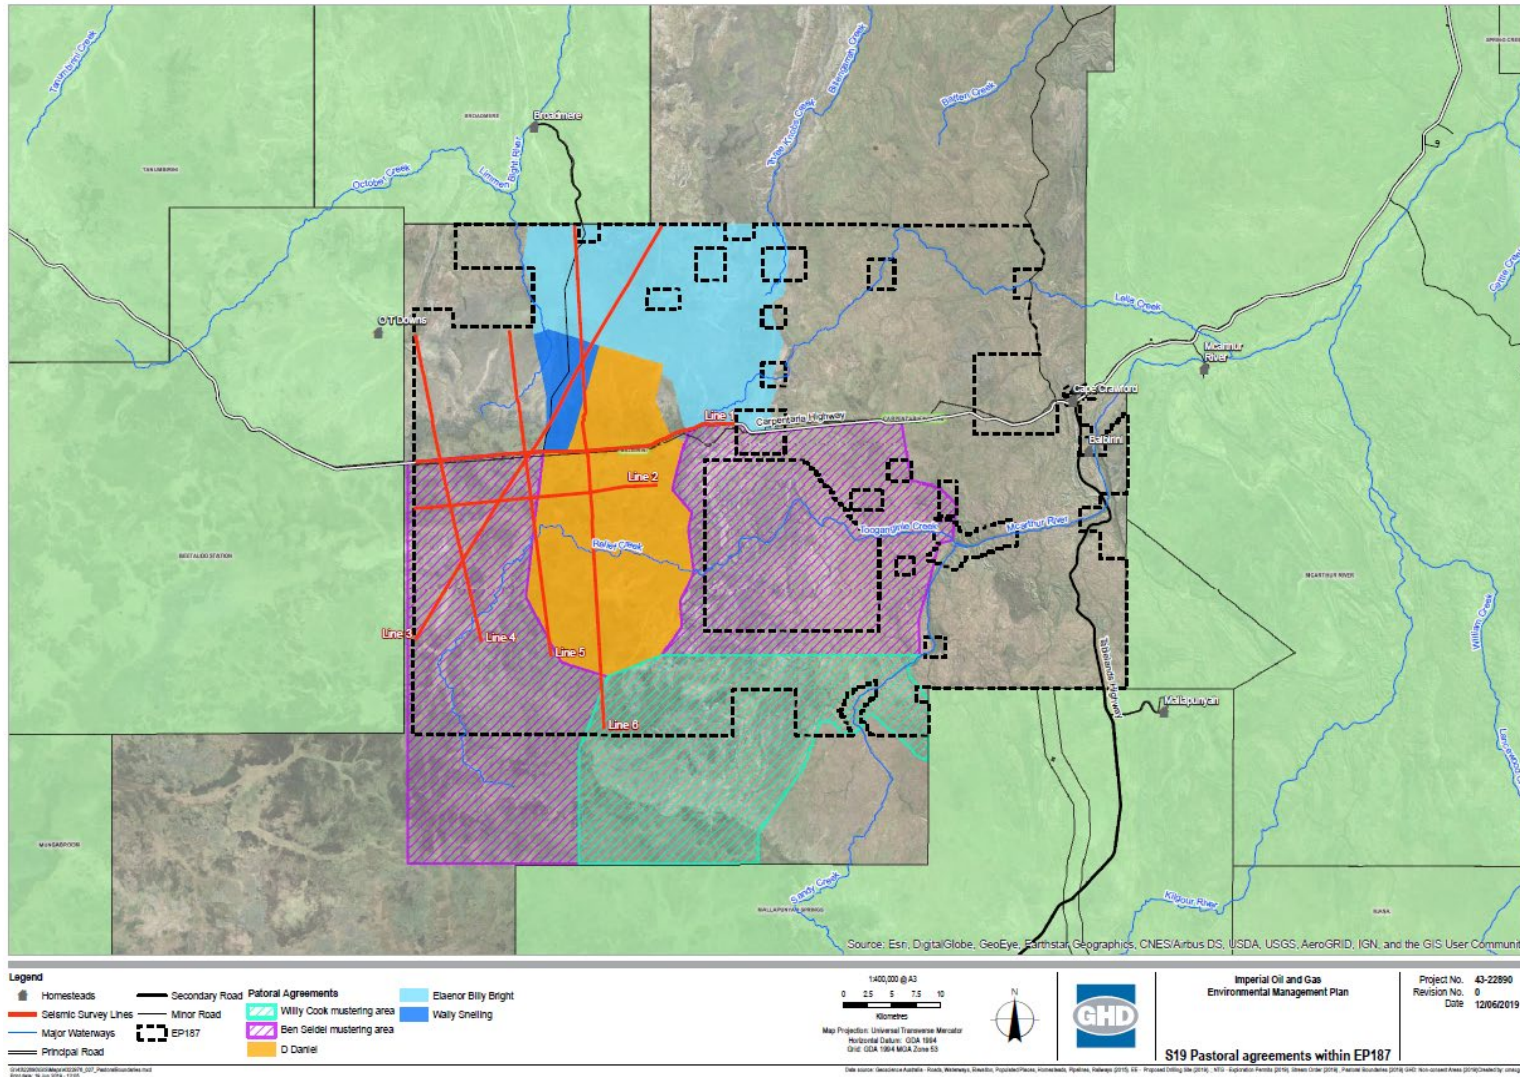 Tanumbirini Creek
Broadmere
BROADMERE
Three Knobs Creek
Billengarrah Creek
Batten Creek
TANUMBIRINI
October Creek
Limmen Bight River
O T Downs
Leila Creek
Mcarthur
River
Cape Crawford
Line 1
Carpentaria Highway
Balbirini
Line 2
Toogaginie Creek
Mcarthur River
Relief Creek
BEETALOO STATION
MCARTHUR RIVER
William Creek
Line 3
Line 4
Line 5
Line 6
Tablelands Highway
Mallapunyah
MUNGABROOM
Sandy Creek
MALLAPUNYAH SPRINGS
Kilgour River
Source: Esri, DigitalGlobe, GeoEye, Earthstar Geographics, CNES/Airbus DS, USDA, USGS, AeroGRID, IGN, and the GIS User Communit
Legend
Homesteads
Seismic Survey Lines
Major Waterways
Principal Road
Secondary Road
Minor Road
EP187
Patoral Agreements
Willy Cook mustering area
Ben Seidel mustering area
D Daniel
Elaenor Billy Bright
Wally Snelling
1:400,000 @ A3
0 2.5 5 7.5 10
Kilometres
Map Projection: Universal Transverse Mercator
Horizontal Datum: GDA 1994
Grid: GDA 1994 MGA Zone 53
N
GHD
Imperial Oil and Gas
Environmental Management Plan
S19 Pastoral agreements within EP187
Project No. 43-22890
Revision No. 0
Date 12/06/2019